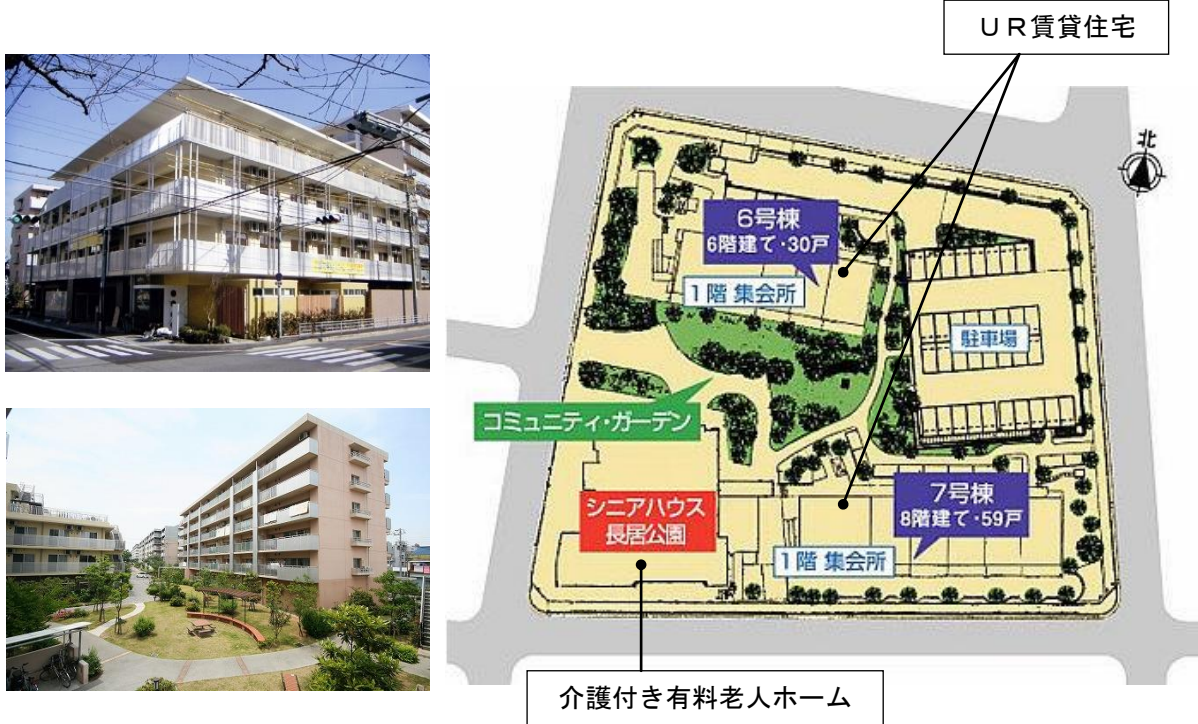 ＵＲ賃貸住宅
北
6号棟
6階建て・30戸
1階 集会所
駐車場
コミュニティ・ガーデン
シニアハウス
長居公園
7号棟
8階建て・59戸
1階 集会所
介護付き有料老人ホーム